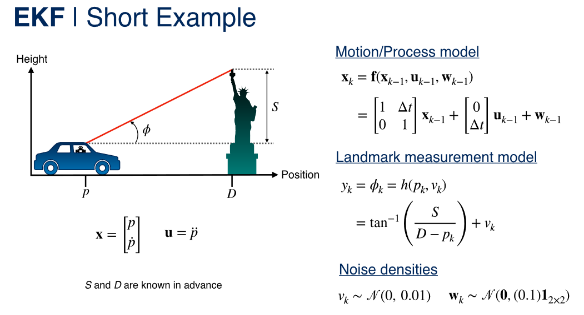 EKF | Short Example
Height
S
ϕ
Position
p
D
x = [p ṗ] u = p̈
S and D are known in advance
Motion/Process model
x_k = f(x_{k−1}, u_{k−1}, w_{k−1})
= [1 Δt 0 1] x_{k−1} + [0 Δt] u_{k−1} + w_{k−1}
Landmark measurement model
y_k = ϕ_k = h(p_k, v_k)
= tan^{−1} (S / (D − p_k)) + v_k
Noise densities
v_k ~ 𝒩(0, 0.01) w_k ~ 𝒩(0, (0.1)1_{2×2})